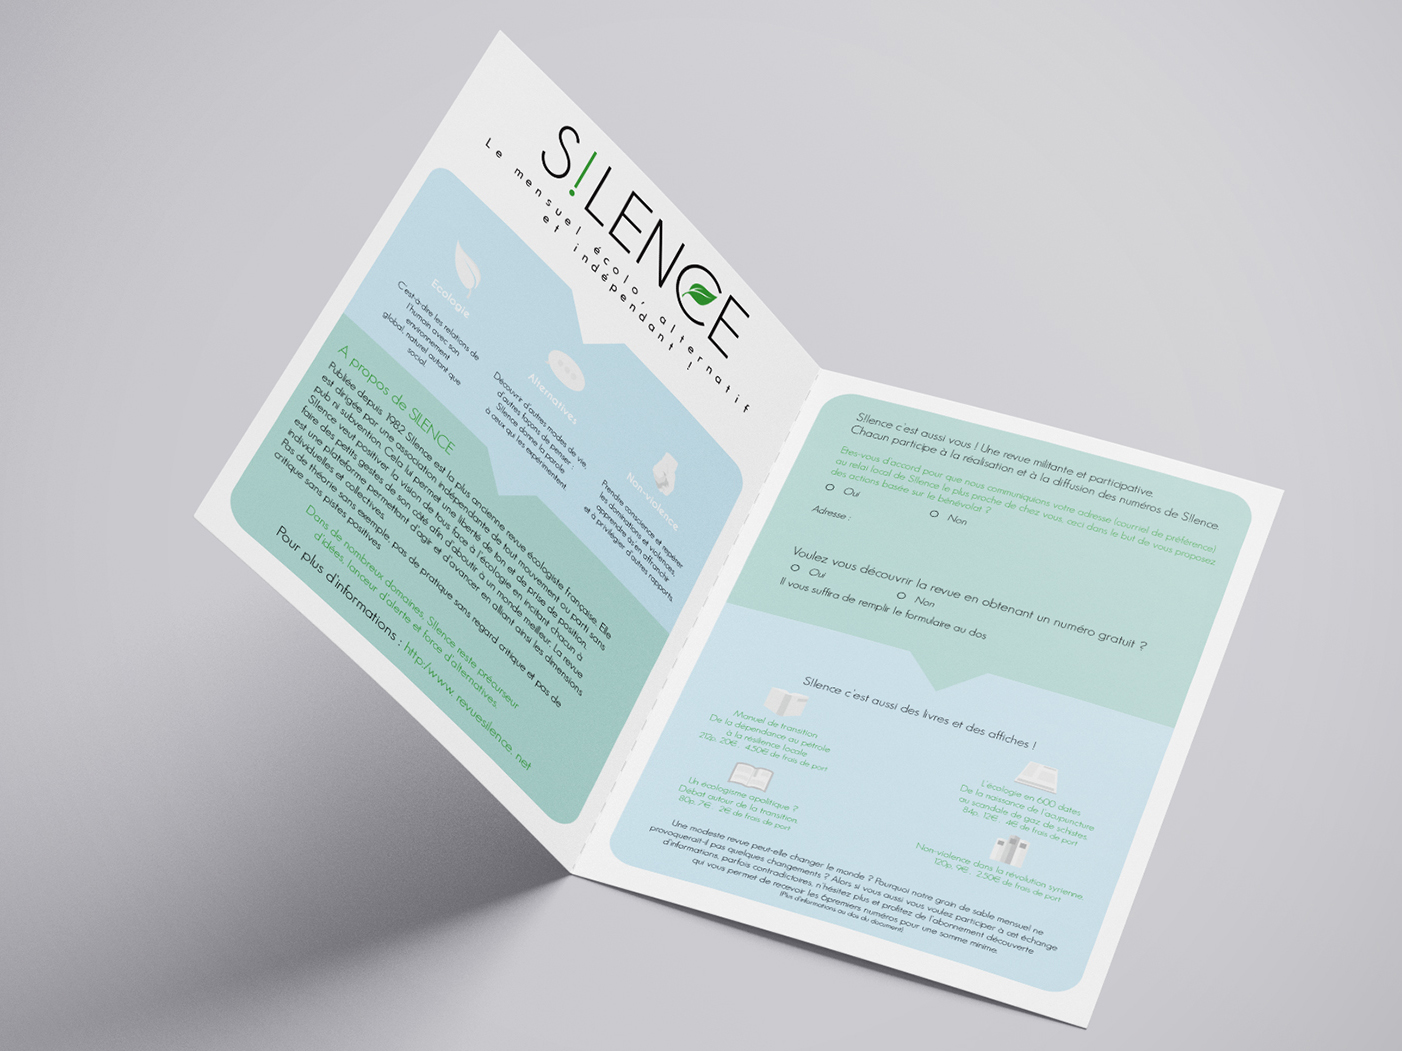 S!LENCE
Le mensuel écolo, alternatif
et indépendant !
Ecologie
C'est-à-dire les relations de
l'humain avec son
environnement
global, naturel autant que
social.
Alternatives
Découvrir d'autres modes de vie,
d'autres façons de penser :
S!lence donne la parole
à ceux qui les expérimentent.
Non-violence
Prendre conscience et repérer
les dominations et violences,
apprendre à s'en affranchir
et à privilégier d'autres rapports.
A propos de S!LENCE
Publiée depuis 1982 S!lence est la plus ancienne revue écologiste française. Elle
est dirigée par une association indépendante de tout mouvement ou parti sans
pub ni subvention. Cela lui permet une liberté de ton et de prise de position.
S!lence veut positiver la vision de tous face à l'écologie en incitant chacun à
faire des petits gestes de son côté afin d'aboutir à un monde meilleur. La revue
est une plateforme permettant d'agir et d'avancer en alliant ainsi les dimensions
individuelles et collectives.
Pas de théorie sans exemple, pas de pratique sans regard critique et pas de
critique sans pistes positives
Dans de nombreux domaines, S!lence reste précurseur
d'idées, lanceur d'alerte et force d'alternatives.
Pour plus d'informations : http:/www. revuesilence. net
S!lence c'est aussi vous ! Une revue militante et participative.
Chacun participe à la réalisation et à la diffusion des numéros de S!lence.
Etes-vous d'accord pour que nous communiquions votre adresse (courriel de préférence)
au relai local de S!lence le plus proche de chez vous, ceci dans le but de vous proposez
des actions basée sur le bénévolat ?
Oui
Non
Adresse :
Voulez vous découvrir la revue en obtenant un numéro gratuit ?
Oui
Non
Il vous suffira de remplir le formulaire au dos
S!lence c'est aussi des livres et des affiches !
Manuel de transition
De la dépendance au pétrole
à la résilience locale
212p. 20€ . 4.50€ de frais de port
Un écologisme apolitique ?
Débat autour de la transition
80p. 7€ . 2€ de frais de port
L'écologie en 600 dates
De la naissance de l'acupuncture
au scandale de gaz de schistes
84p. 12€ . 4€ de frais de port
Non-violence dans la révolution syrienne
120p. 9€ . 2.50€ de frais de port
Une modeste revue peut-elle changer le monde ? Pourquoi notre grain de sable mensuel ne
provoquerait-il pas quelques changements ? Alors si vous aussi vous voulez participer à cet échange
d'informations, parfois contradictoires, n'hésitez plus et profitez de l'abonnement découverte
qui vous permet de recevoir les 6premiers numéros pour une somme minime.
(Plus d'informations au dos du document)